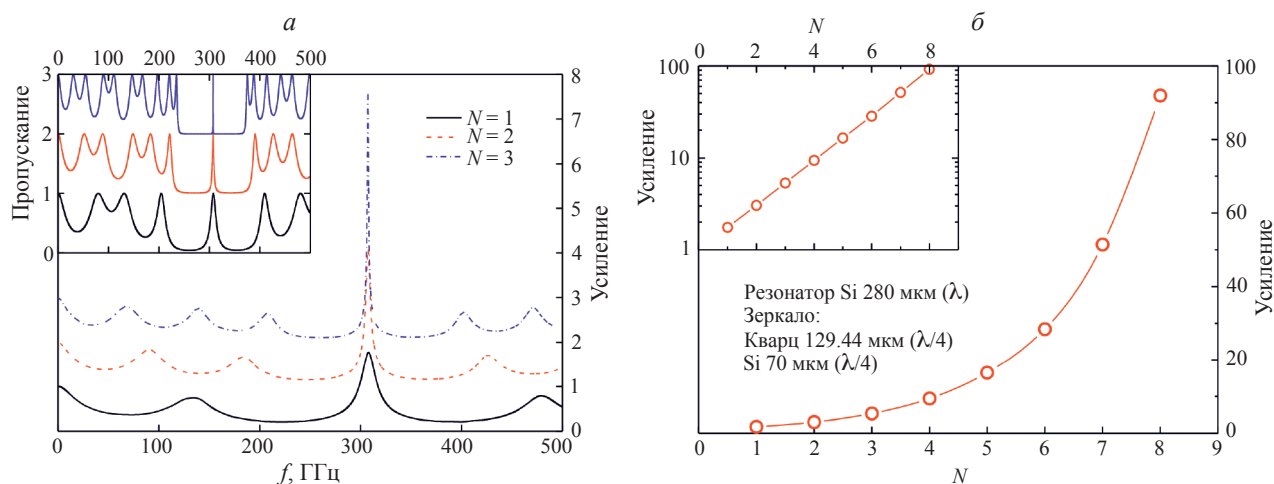 а
0 100 200 300 400 500
3
2
1
0
Пропускание
8
7
6
5
4
3
2
1
0
Усиление
N = 1
N = 2
N = 3
0 100 200 300 400 500
f, ГГц
б
N
0 2 4 6 8
100
10
1
Усиление
100
80
60
40
20
0
Усиление
Резонатор Si 280 мкм (λ)
Зеркало:
Кварц 129.44 мкм (λ/4)
Si 70 мкм (λ/4)
0 1 2 3 4 5 6 7 8 9
N